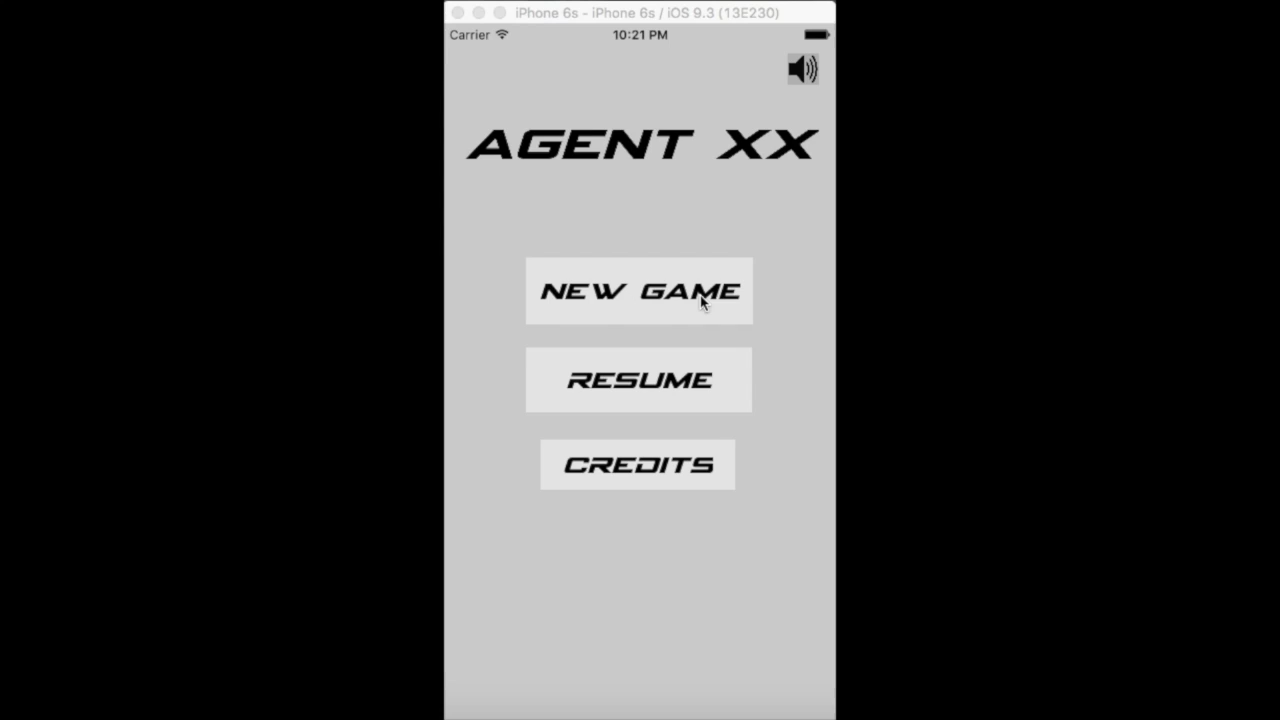 iPhone 6s - iPhone 6s / iOS 9.3 (13E230)
Carrier 10:21 PM
AGENT XX
NEW GAME
RESUME
CREDITS